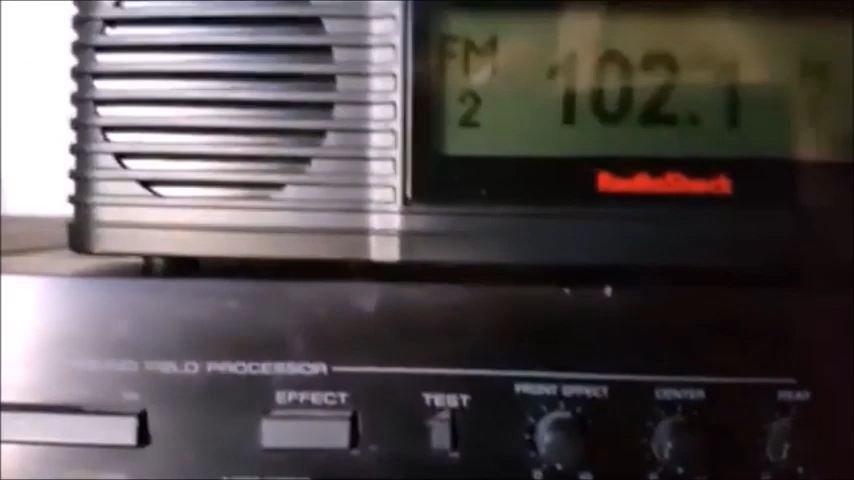 FM
2
102.1
RadioShack
FIELD PROCESSOR
EFFECT
TEST
FRONT EFFECT
CENTER
REAR